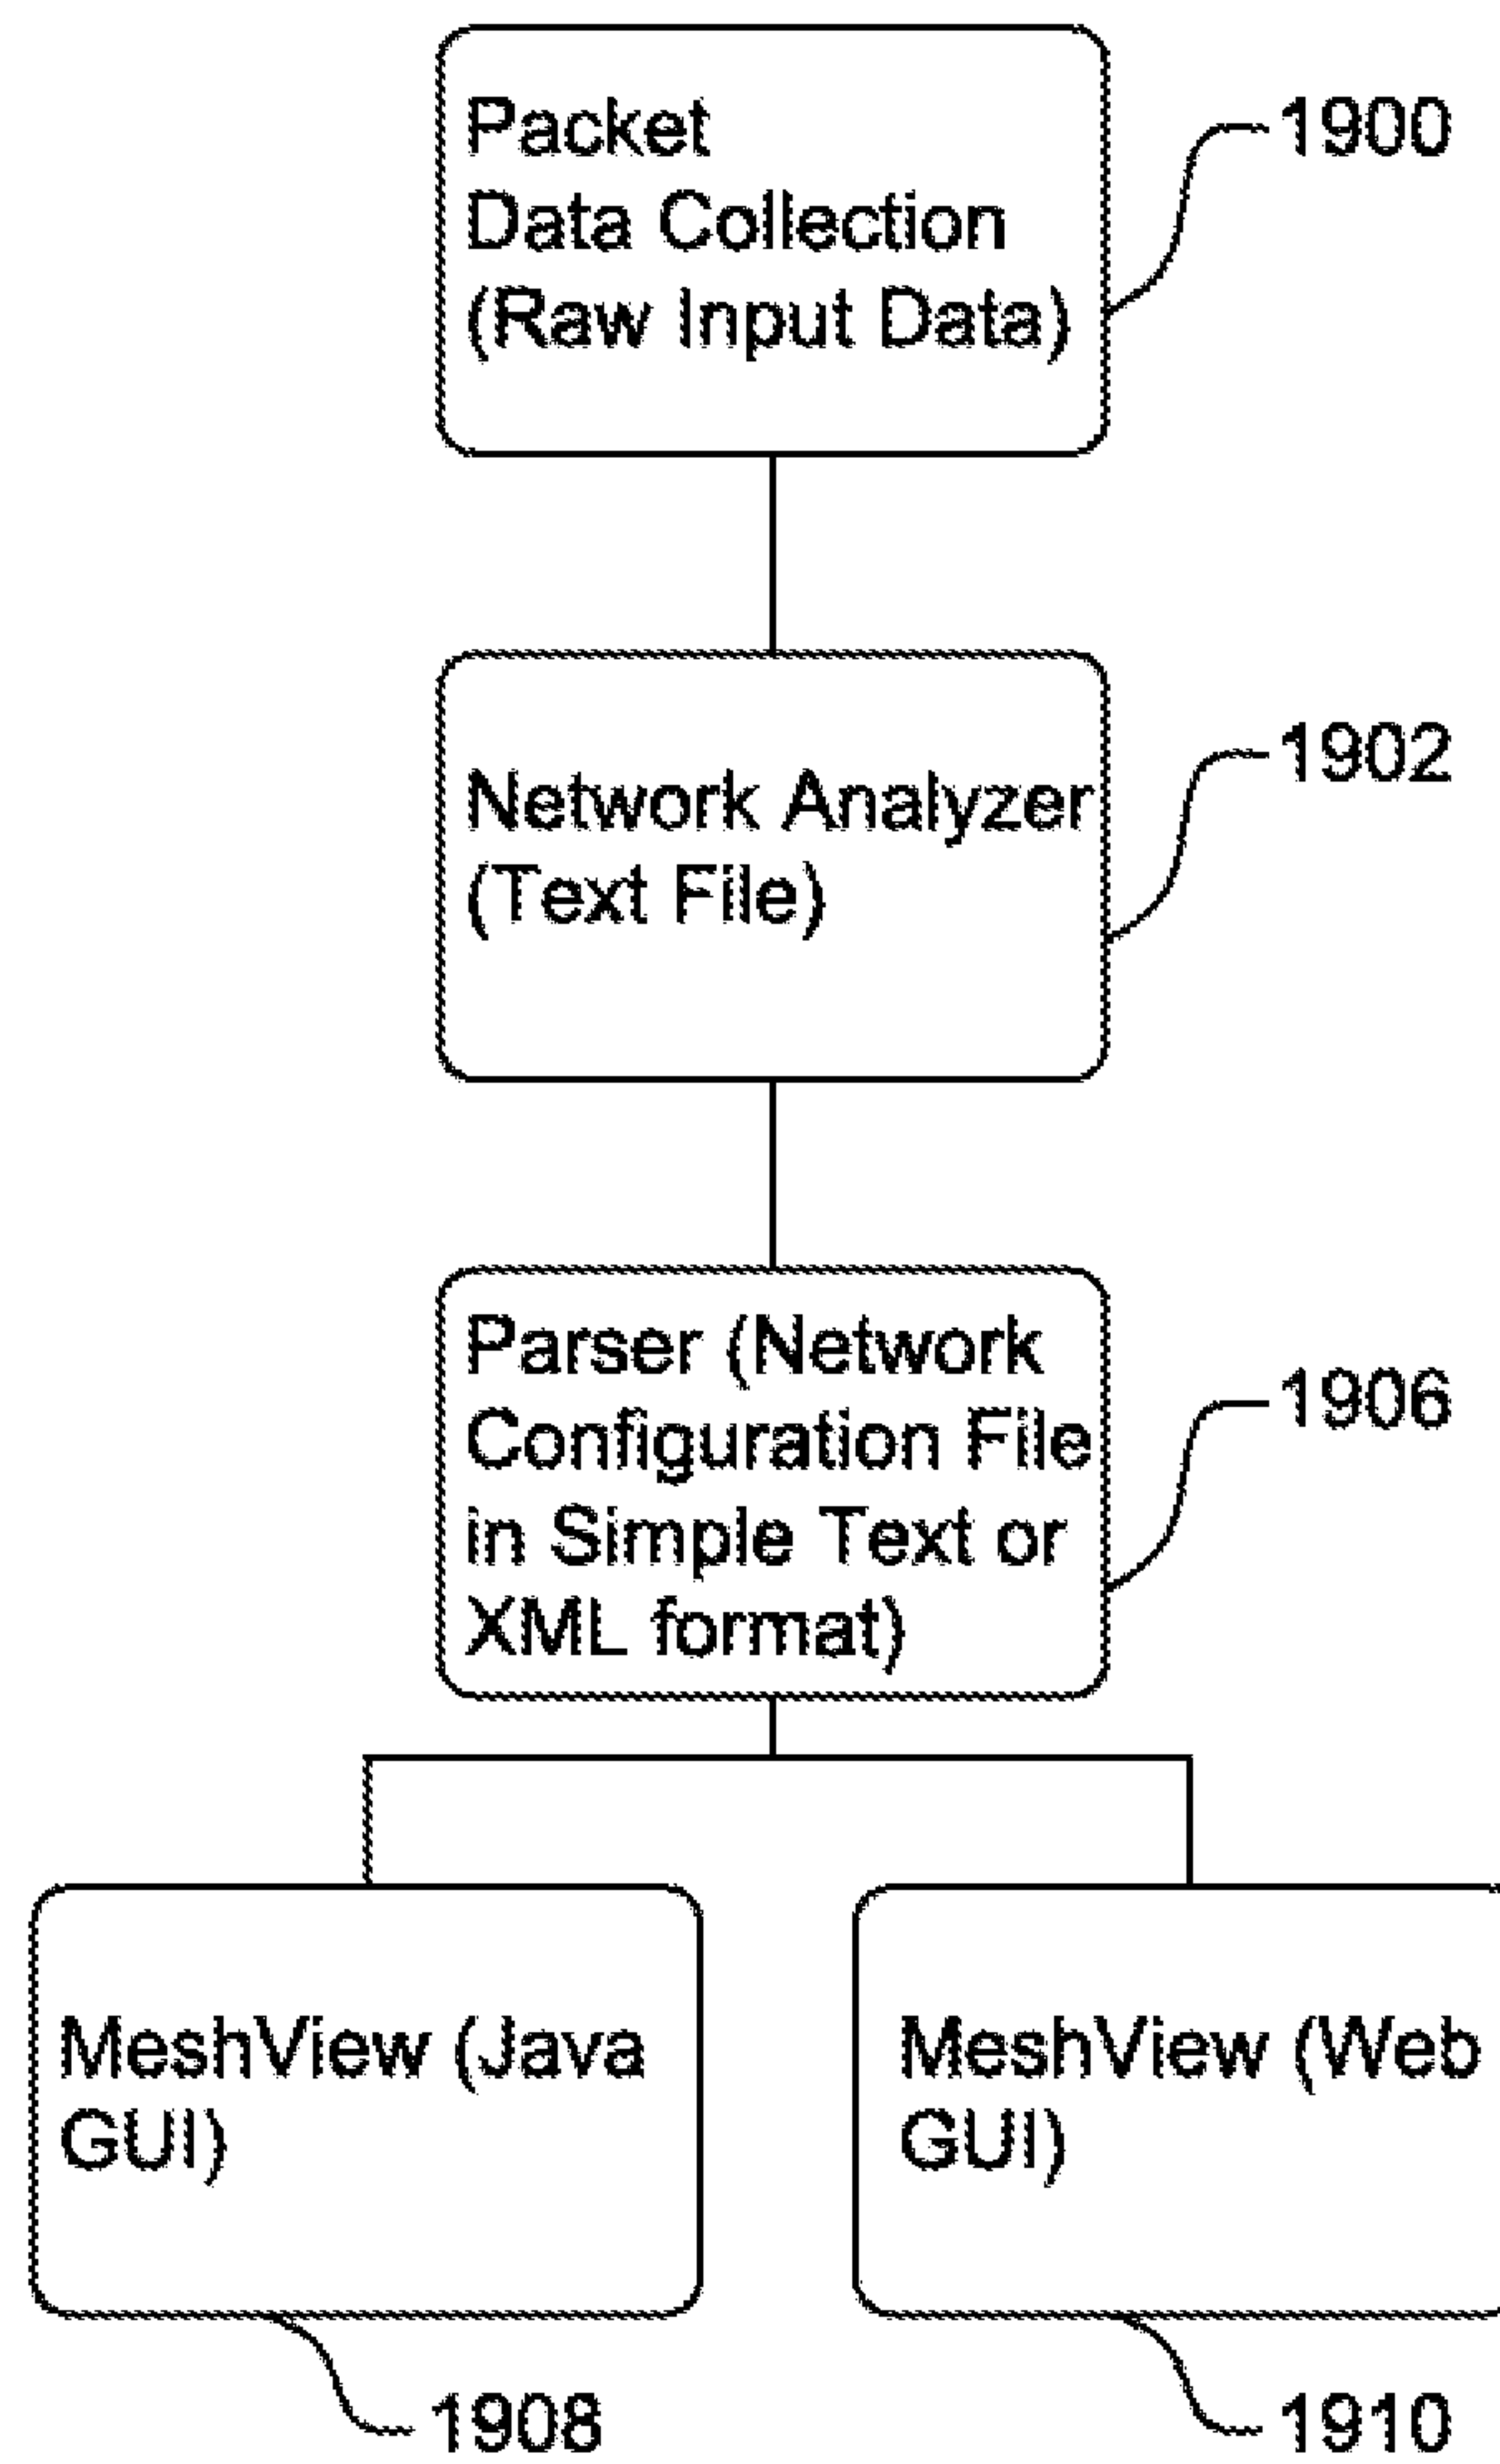 Packet
Data Collection
(Raw Input Data)
1900
Network Analyzer
(Text File)
1902
Parser (Network
Configuration File
in Simple Text or
XML format)
1906
MeshView (Java
GUI)
1908
MeshView (Web
GUI)
1910